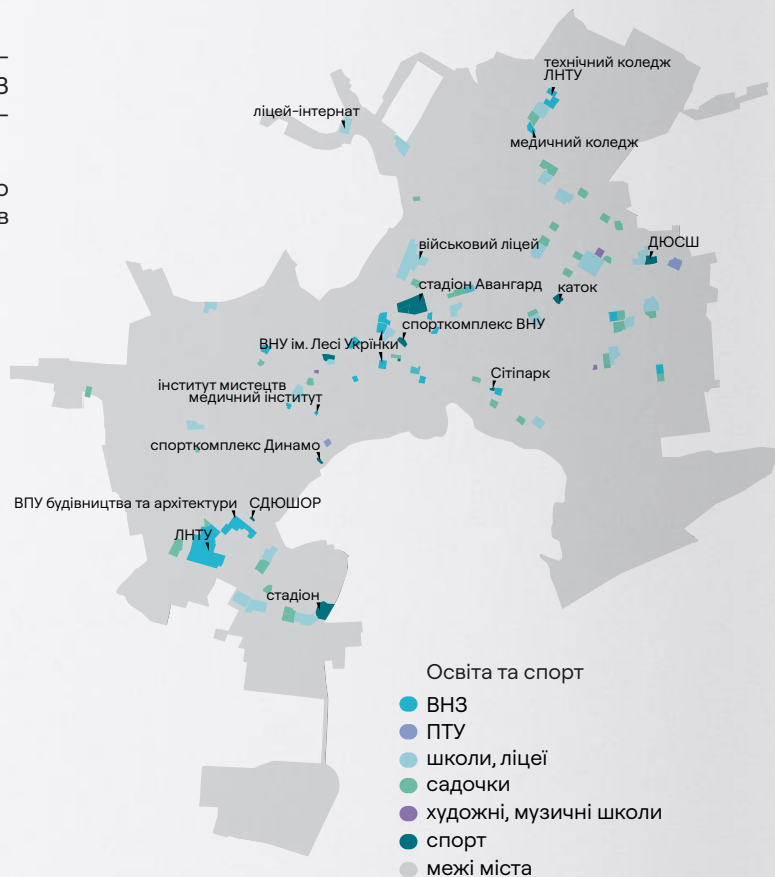 –
З
–
о
в
технічний коледж
ЛНТУ
ліцей-інтернат
медичний коледж
військовий ліцей
ДЮСШ
стадіон Авангард
каток
спорткомплекс ВНУ
ВНУ ім. Лесі Укрїнки
Сітіпарк
інститут мистецтв
медичний інститут
спорткомплекс Динамо
ВПУ будівництва та архітектури
СДЮШОР
ЛНТУ
стадіон
Освіта та спорт
ВНЗ
ПТУ
школи, ліцеї
садочки
художні, музичні школи
спорт
межі міста